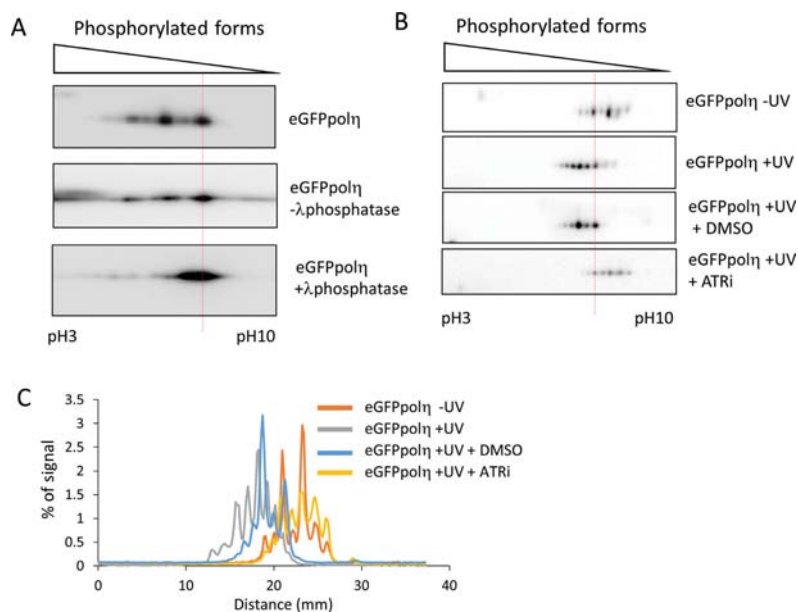 A
Phosphorylated forms
eGFPpolη
eGFPpolη
-λphosphatase
eGFPpolη
+λphosphatase
pH3
pH10
B
Phosphorylated forms
eGFPpolη -UV
eGFPpolη +UV
eGFPpolη +UV
+ DMSO
eGFPpolη +UV
+ ATRi
pH3
pH10
C
eGFPpolη -UV
eGFPpolη +UV
eGFPpolη +UV + DMSO
eGFPpolη +UV + ATRi
% of signal
3.5
3
2.5
2
1.5
1
0.5
0
0
10
20
30
40
Distance (mm)